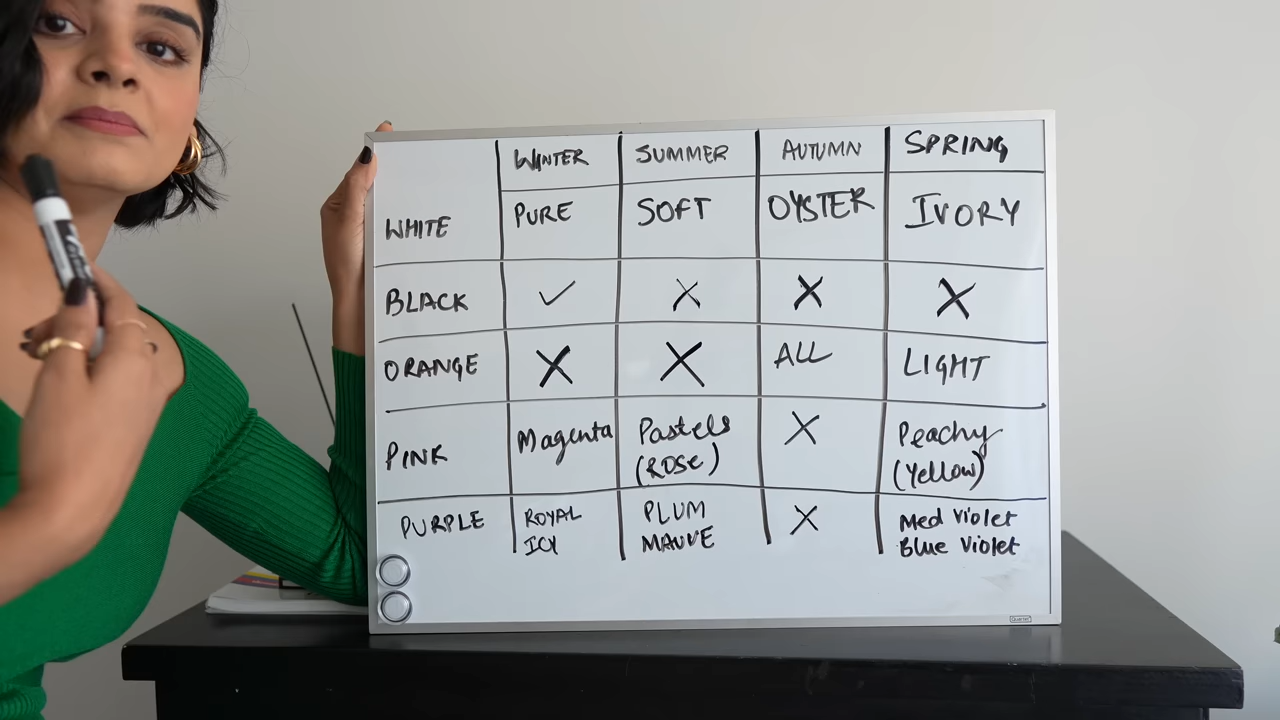 WINTER SUMMER AUTUMN SPRING
WHITE PURE SOFT OYSTER IVORY
BLACK ✓ X X X
ORANGE X X ALL LIGHT
PINK Magenta Pastels X Peachy
(ROSE) (Yellow)
PURPLE ROYAL PLUM X Med Violet
ICY MAUVE Blue Violet
Quartet